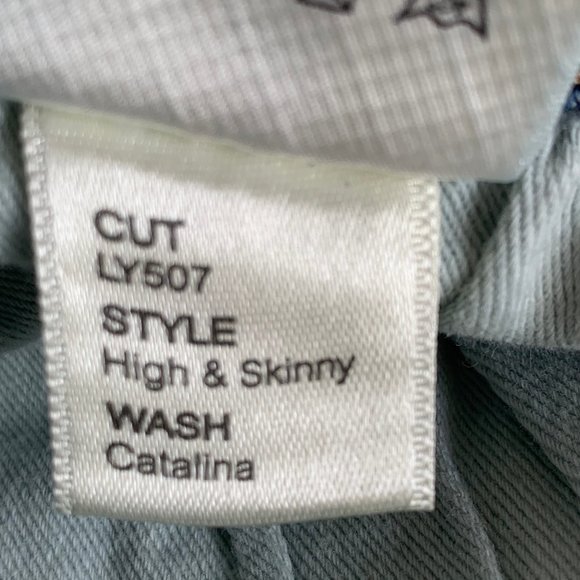 CUT
LY507
STYLE
High & Skinny
WASH
Catalina